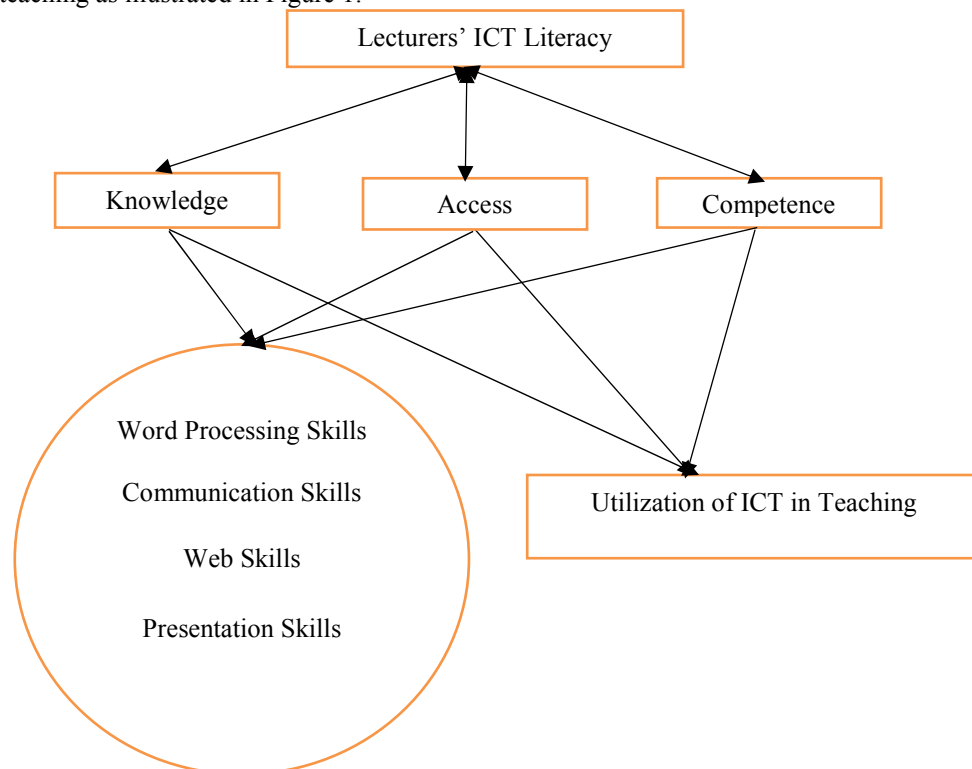 teaching as illustrated in Figure 1.
Lecturers’ ICT Literacy
Knowledge
Access
Competence
Word Processing Skills
Communication Skills
Web Skills
Presentation Skills
Utilization of ICT in Teaching